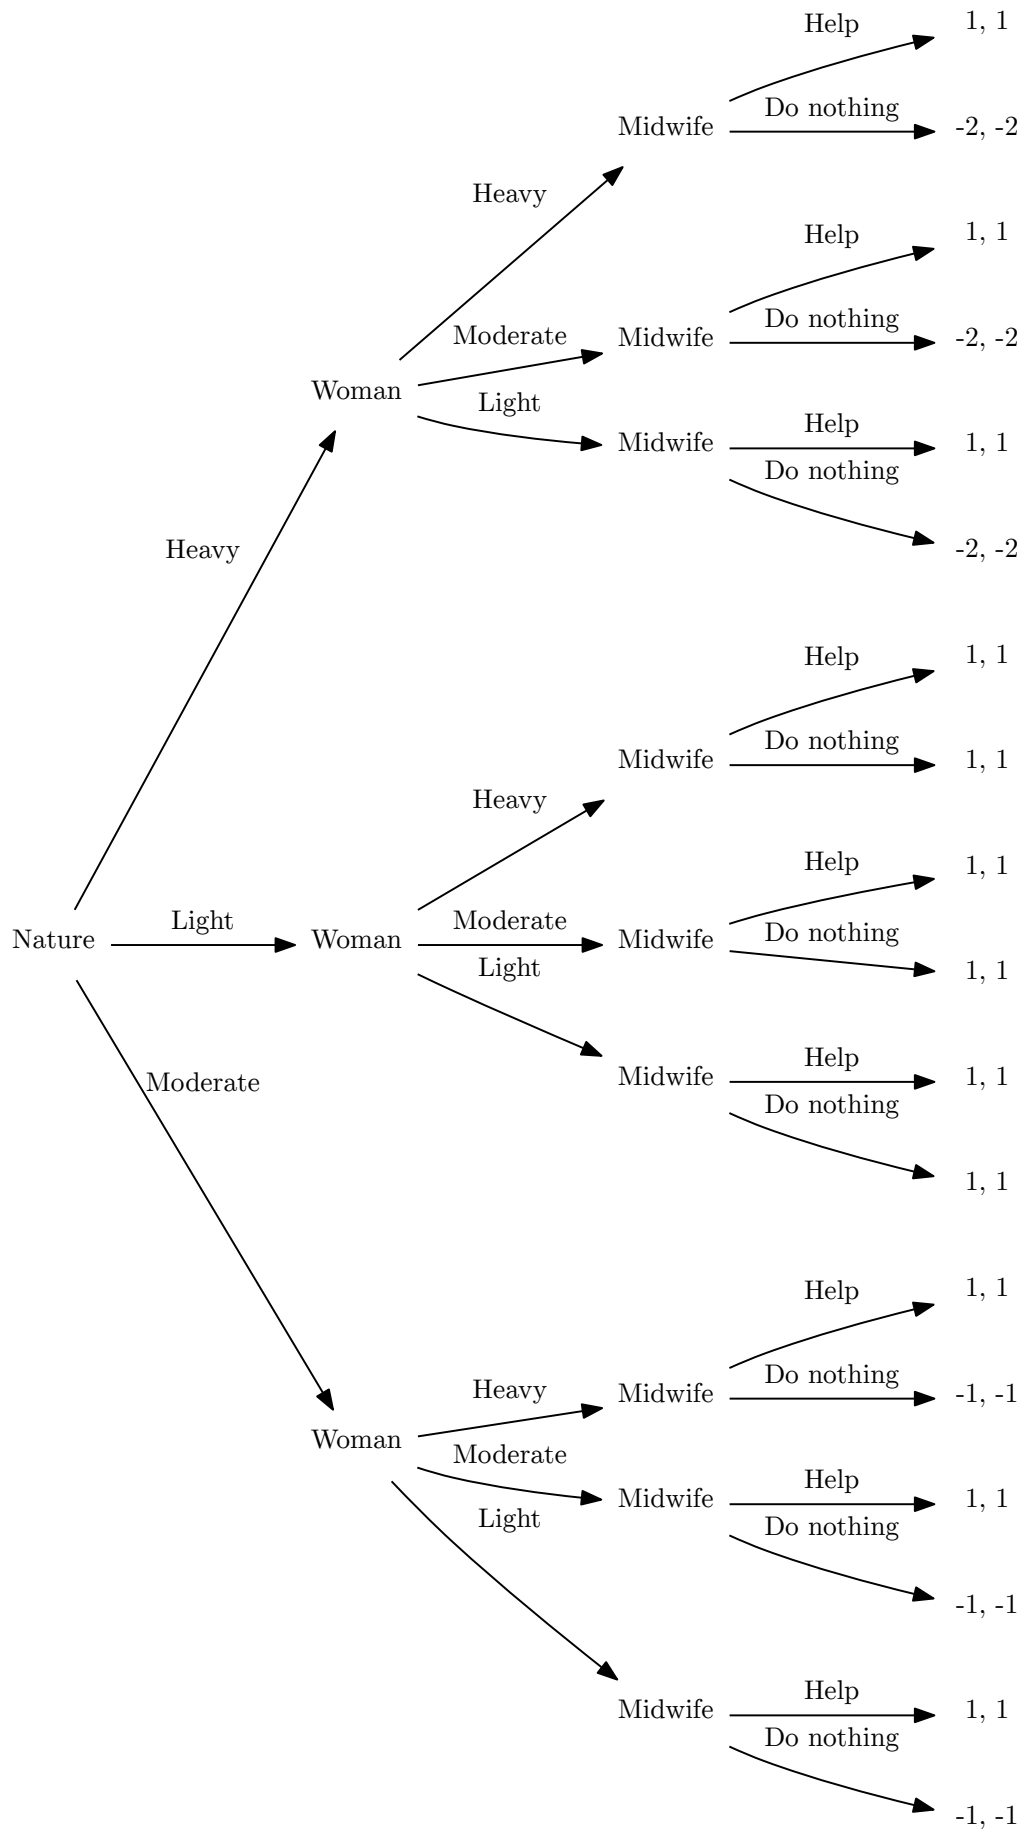 Help
1, 1
Do nothing
Midwife
-2, -2
Heavy
Help
1, 1
Do nothing
Moderate
Midwife
-2, -2
Woman
Light
Help
Midwife
1, 1
Do nothing
Heavy
-2, -2
Help
1, 1
Do nothing
Midwife
1, 1
Heavy
Help
1, 1
Light
Moderate
Do nothing
Nature
Woman
Midwife
Light
1, 1
Help
Midwife
1, 1
Moderate
Do nothing
1, 1
Help
1, 1
Do nothing
Heavy
Midwife
-1, -1
Woman
Moderate
Help
Midwife
1, 1
Light
Do nothing
-1, -1
Help
Midwife
1, 1
Do nothing
-1, -1